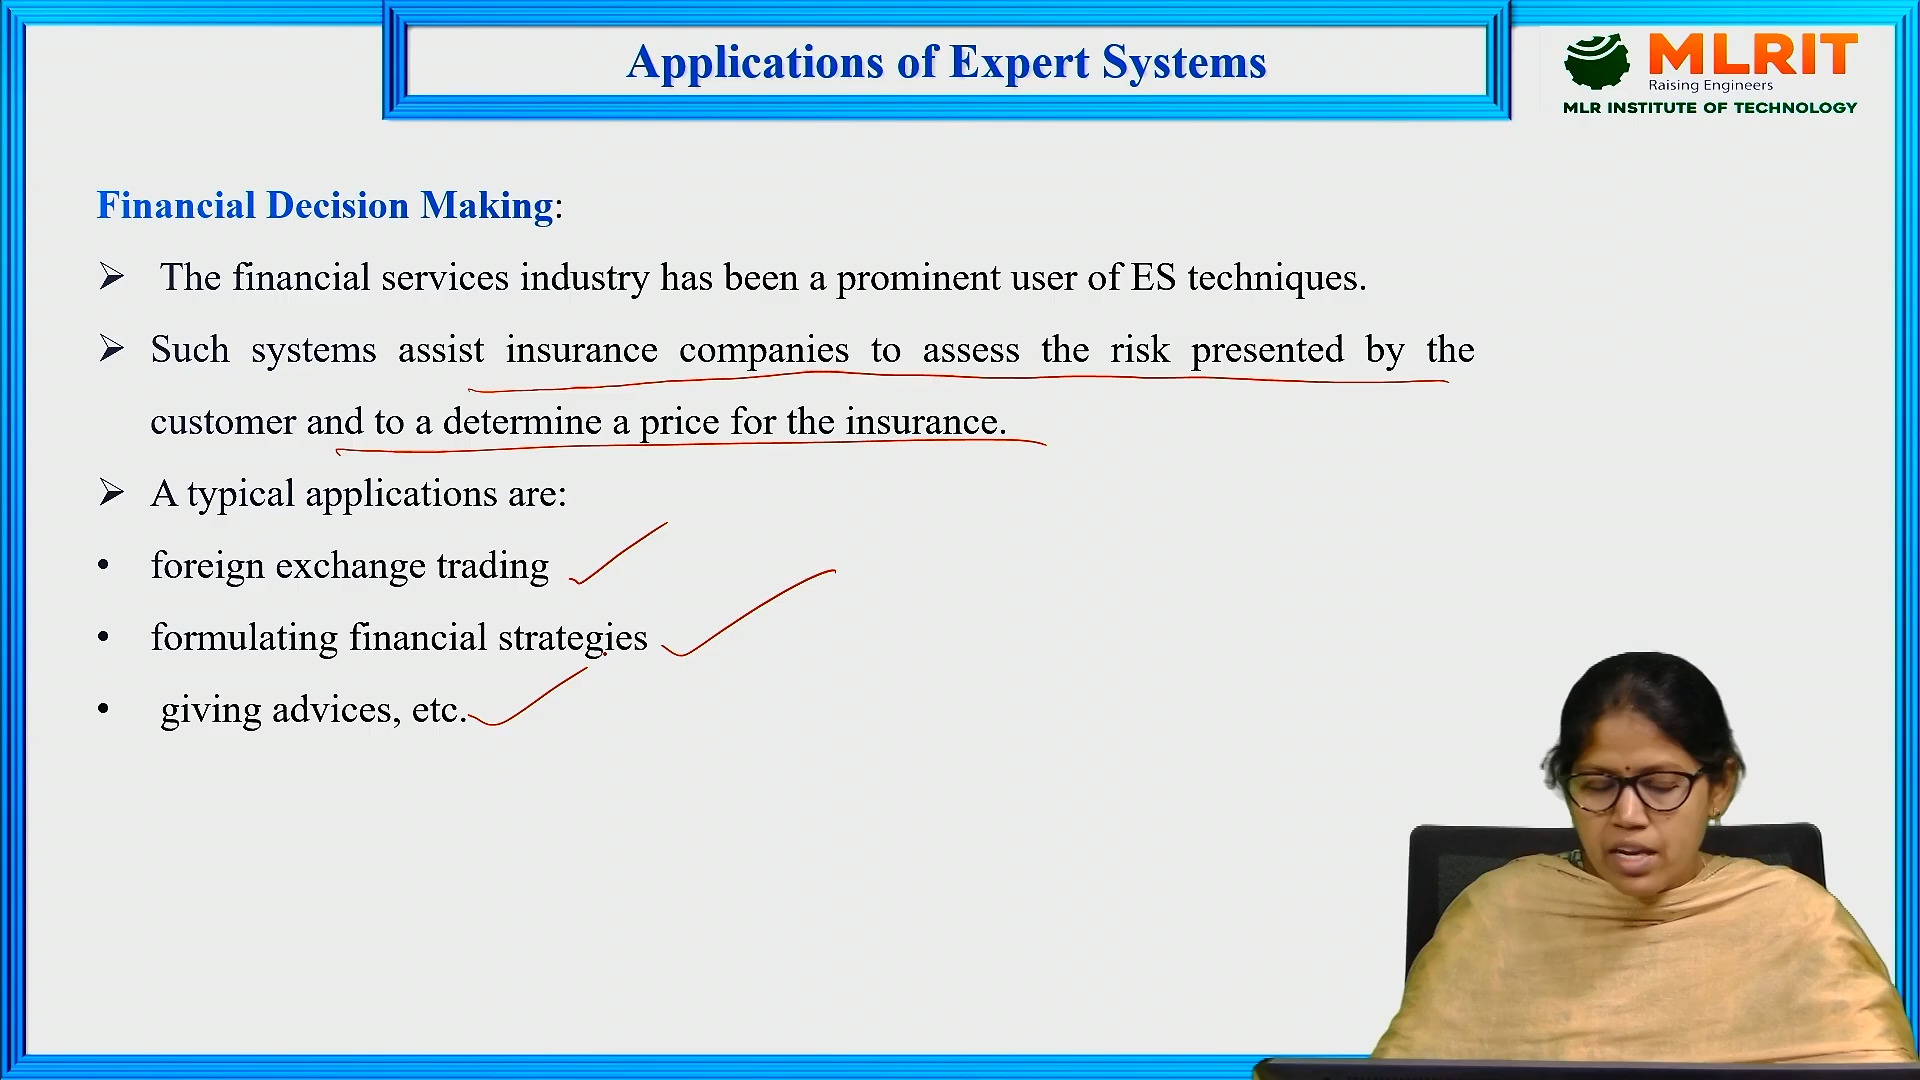 Applications of Expert Systems
MLRIT
Raising Engineers
MLR INSTITUTE OF TECHNOLOGY
Financial Decision Making:
➢ The financial services industry has been a prominent user of ES techniques.
➢ Such systems assist insurance companies to assess the risk presented by the
customer and to a determine a price for the insurance.
➢ A typical applications are:
• foreign exchange trading
• formulating financial strategies
• giving advices, etc.